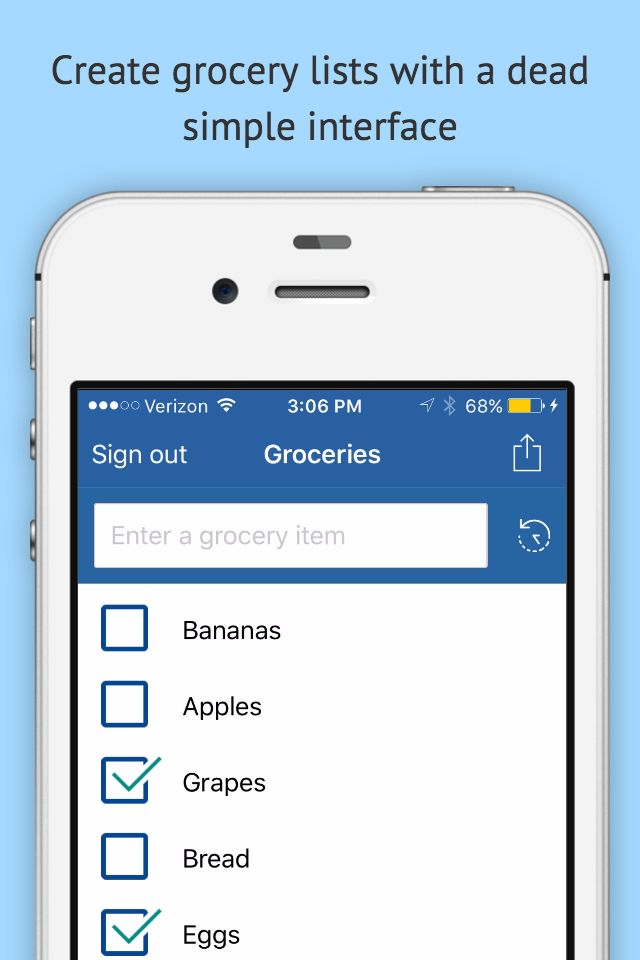 Create grocery lists with a dead
simple interface
Verizon 3:06 PM 68%
Sign out Groceries
Enter a grocery item
Bananas
Apples
Grapes
Bread
Eggs